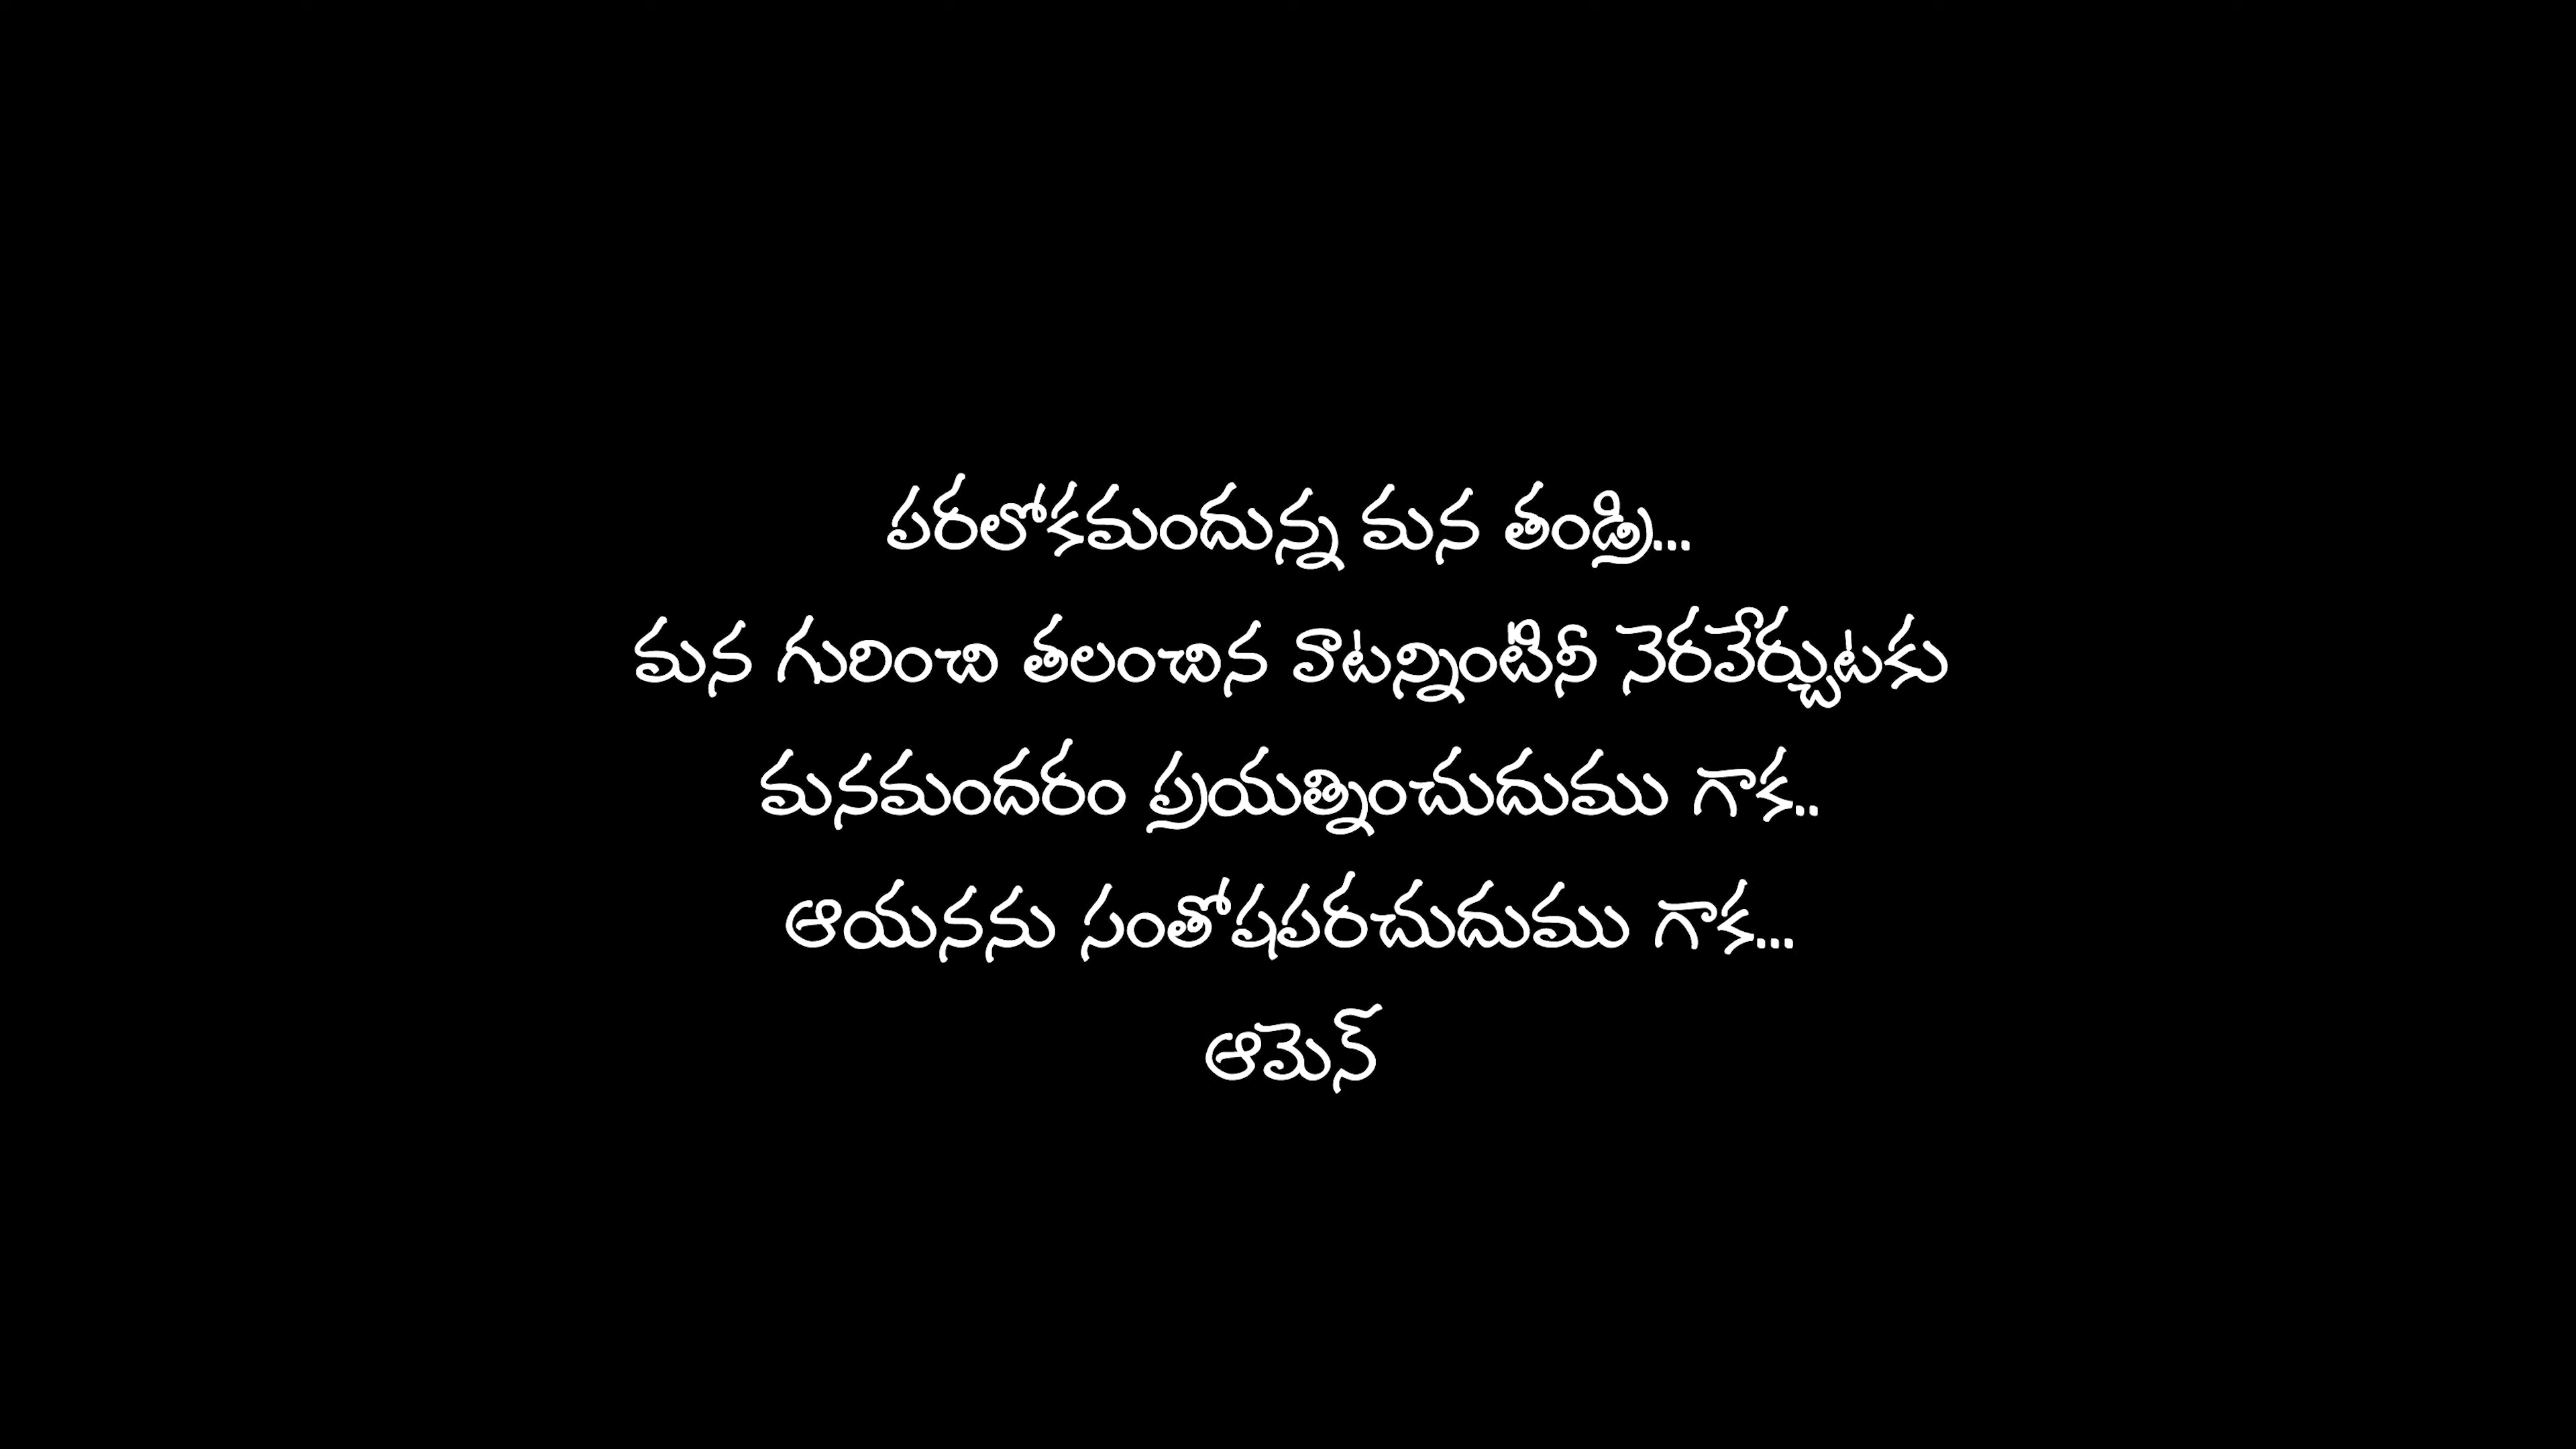 పరలోకమందున్న మన తండ్రి...
మన గురించి తలంచిన వాటన్నింటినీ నెరవేర్చుటకు
మనమందరం ప్రయత్నించుదుము గాక..
ఆయనను సంతోషపరచుదుము గాక...
ఆమెన్